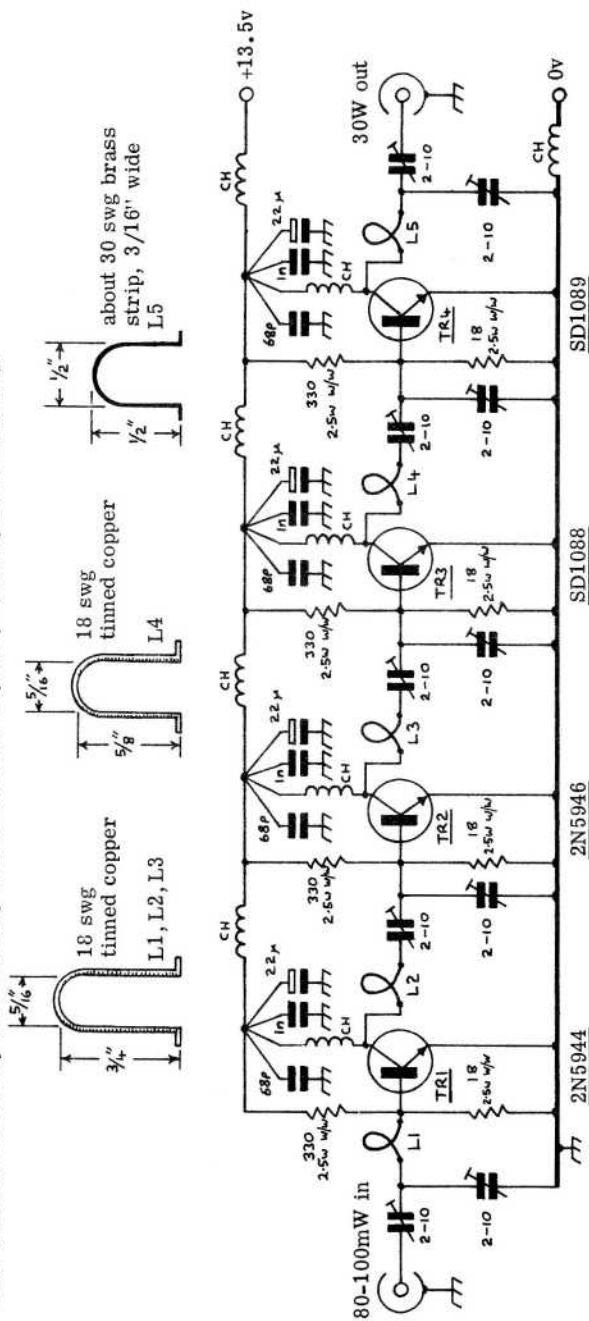 3/4"
5/16"
18 swg
tinned copper
L1, L2, L3
5/8"
5/16"
18 swg
tinned copper
L4
1/2"
1/2"
about 30 swg brass
strip, 3/16" wide
L5
CH
CH
CH
CH
+13.5v
68P
1n
22μ
68P
1n
22μ
68P
1n
22μ
68P
1n
22μ
330
2.5W W/W
CH
330
2.5W W/W
CH
330
2.5W W/W
CH
330
2.5W W/W
CH
80-100mW in
2-10
L1
TR1
L2
2-10
TR2
L3
2-10
TR3
L4
2-10
TR4
L5
2-10
30W out
2-10
18
2.5W W/W
2-10
18
2.5W W/W
2-10
18
2.5W W/W
2-10
18
2.5W W/W
2-10
CH
0v
2N5944
2N5946
SD1088
SD1089